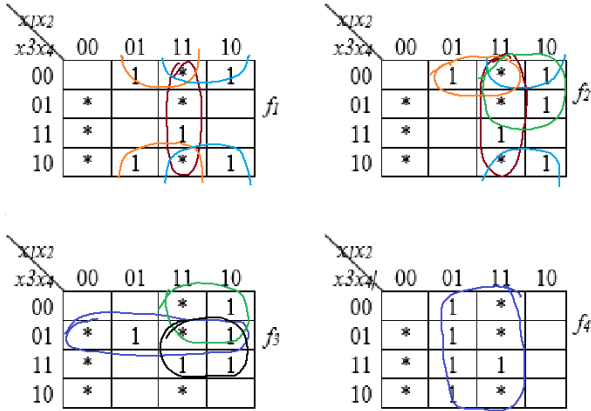 x1x2
x3x4 00 01 11 10
00 1 * 1
01 * *
f1
11 * 1
10 * 1 * 1
x1x2
x3x4 00 01 11 10
00 1 * 1
01 * * 1
f2
11 * 1
10 * * 1
x1x2
x3x4 00 01 11 10
00 * 1
01 * 1 * 1
f3
11 * 1 1
10 * *
x1x2
x3x4 00 01 11 10
00 1 *
01 * 1 *
f4
11 * 1 1
10 * 1 *